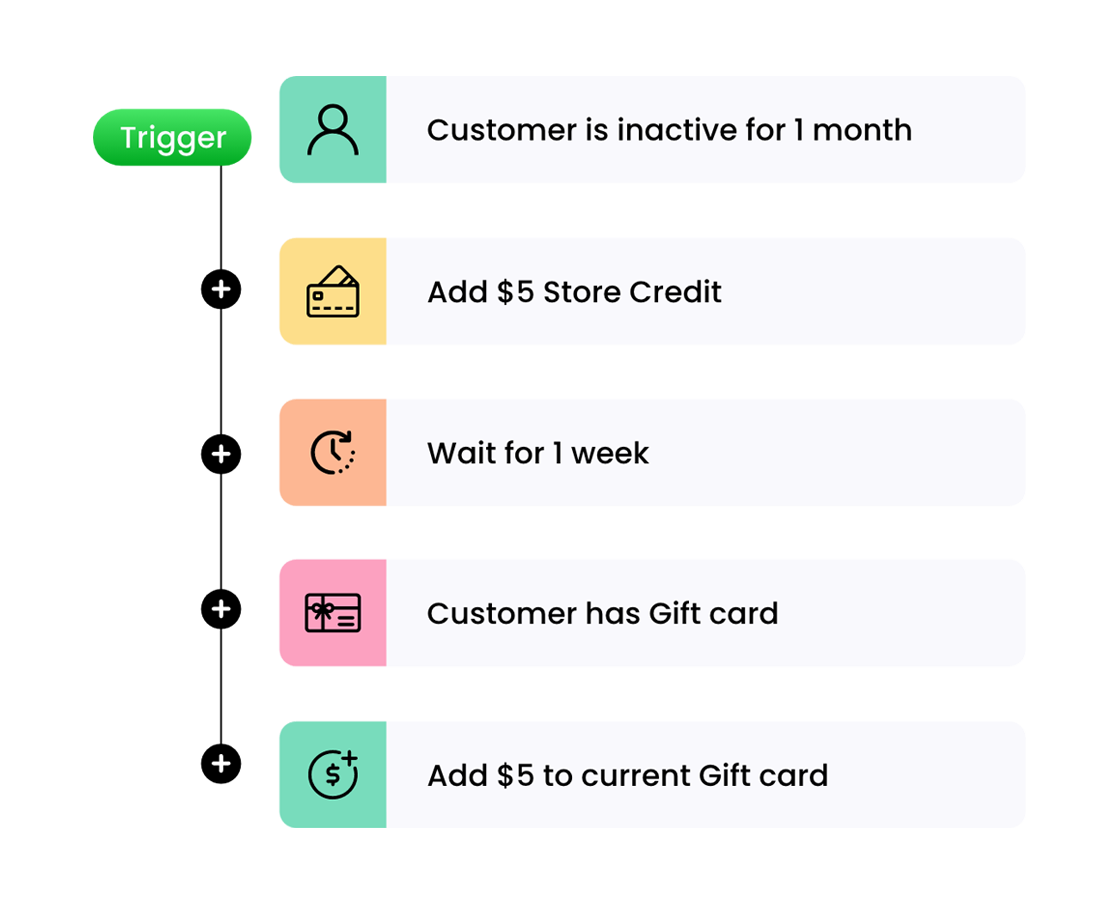 Trigger
Customer is inactive for 1 month
Add $5 Store Credit
Wait for 1 week
Customer has Gift card
Add $5 to current Gift card